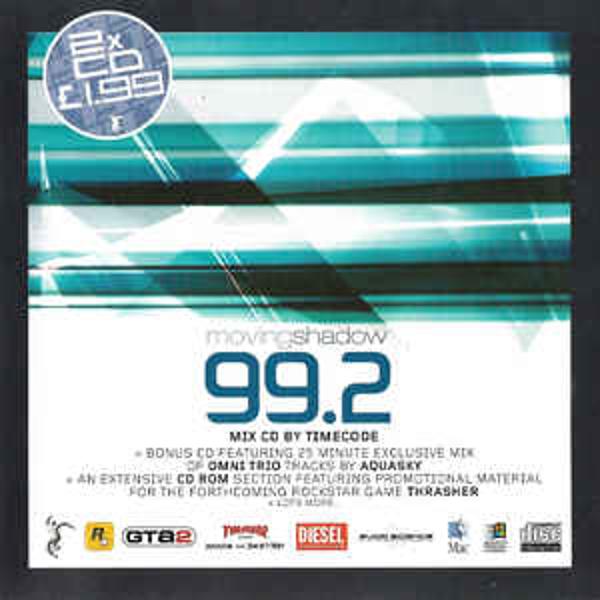 2x
CD
£1.99
movingshadow
99.2
MIX CD BY TIMECODE
+ BONUS CD FEATURING 25 MINUTE EXCLUSIVE MIX
OF OMNI TRIO TRACKS BY AQUASKY
+ AN EXTENSIVE CD ROM SECTION FEATURING PROMOTIONAL MATERIAL
FOR THE FORTHCOMING ROCKSTAR GAME THRASHER
+ LOTS MORE
R GTA2 THRASHER DIESEL Mac disc